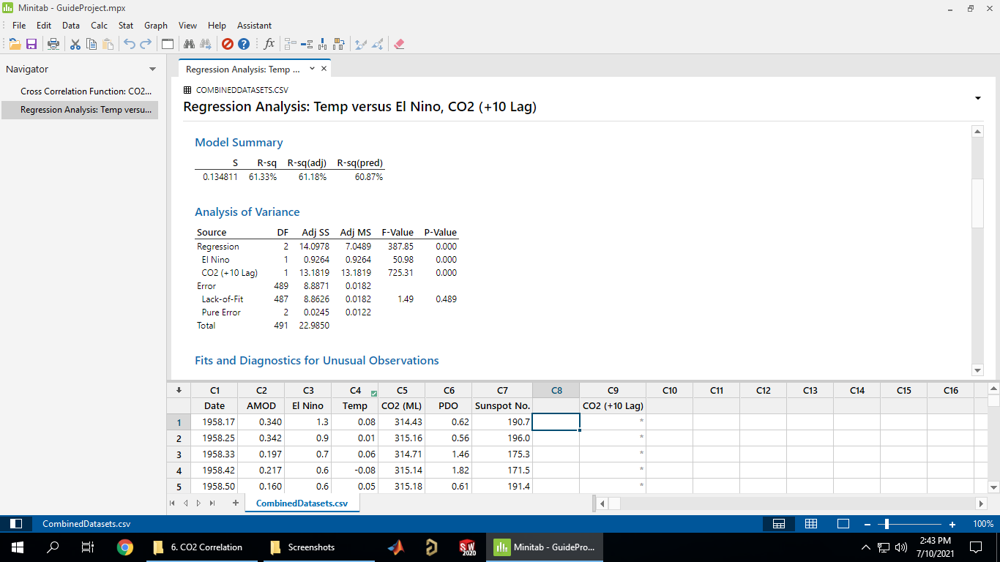 Minitab - GuideProject.mpx
File Edit Data Calc Stat Graph View Help Assistant
Navigator
Cross Correlation Function: CO2...
Regression Analysis: Temp versu...
Regression Analysis: Temp ...
COMBINEDDATASETS.CSV
Regression Analysis: Temp versus El Nino, CO2 (+10 Lag)
Model Summary
S R-sq R-sq(adj) R-sq(pred)
0.134811 61.33% 61.18% 60.87%
Analysis of Variance
Source DF Adj SS Adj MS F-Value P-Value
Regression 2 14.0978 7.0489 387.85 0.000
El Nino 1 0.9264 0.9264 50.98 0.000
CO2 (+10 Lag) 1 13.1819 13.1819 725.31 0.000
Error 489 8.8871 0.0182
Lack-of-Fit 487 8.8626 0.0182 1.49 0.489
Pure Error 2 0.0245 0.0122
Total 491 22.9850
Fits and Diagnostics for Unusual Observations
C1 C2 C3 C4 C5 C6 C7 C8 C9 C10 C11 C12 C13 C14 C15 C16
Date AMOD El Nino Temp CO2 (ML) PDO Sunspot No. CO2 (+10 Lag)
1 1958.17 0.340 1.3 0.08 314.43 0.62 190.7 *
2 1958.25 0.342 0.9 0.01 315.16 0.56 196.0 *
3 1958.33 0.197 0.7 0.06 314.71 1.46 175.3 *
4 1958.42 0.217 0.6 -0.08 315.14 1.82 171.5 *
5 1958.50 0.160 0.6 0.05 315.18 0.61 191.4 *
CombinedDatasets.csv
CombinedDatasets.csv 100%
6. CO2 Correlation Screenshots SW 2020 Minitab - GuidePro... 2:43 PM
7/10/2021